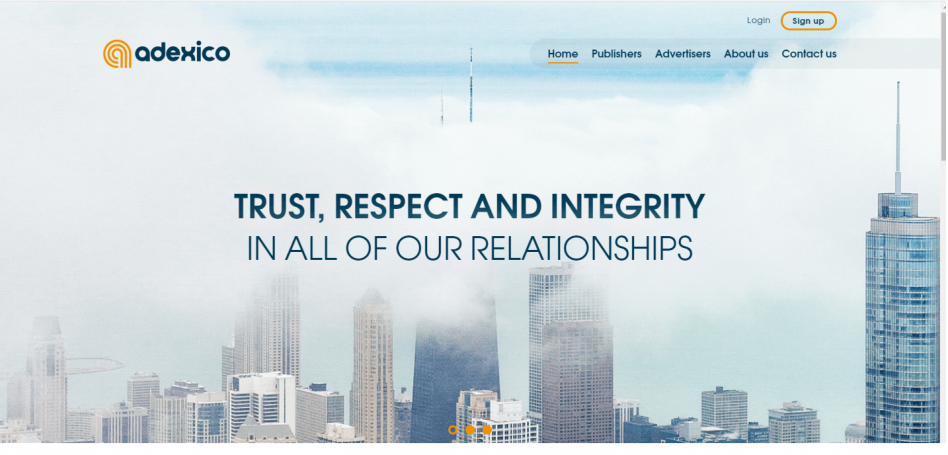 Login
Sign up
adexico
Home
Publishers
Advertisers
About us
Contact us
TRUST, RESPECT AND INTEGRITY
IN ALL OF OUR RELATIONSHIPS